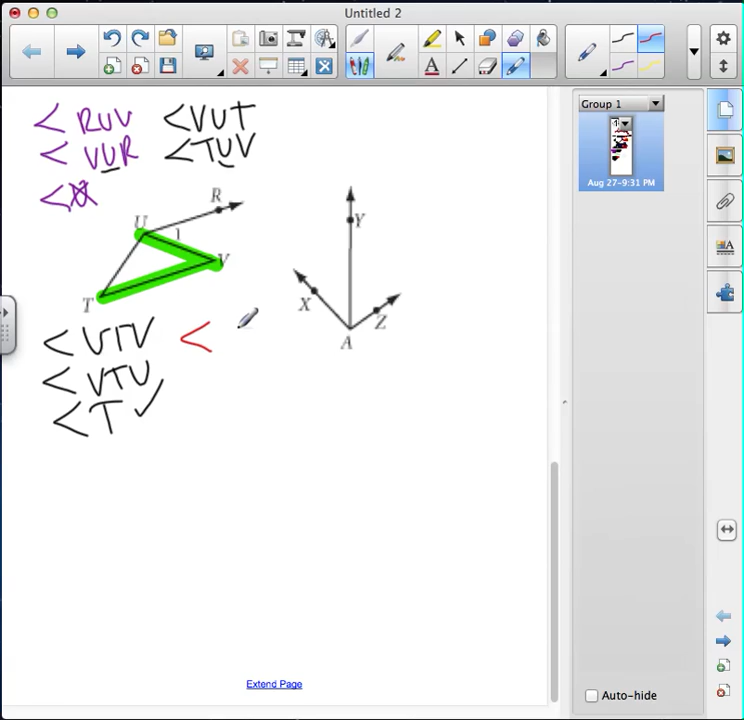 Untitled 2
Group 1
Aug 27-9:31 PM
< RUV <VUT
< VUR <TUV
<
R
U
1
V
T
Y
X
Z
A
< UTV <
< VTU
< T ✓
Extend Page
Auto-hide